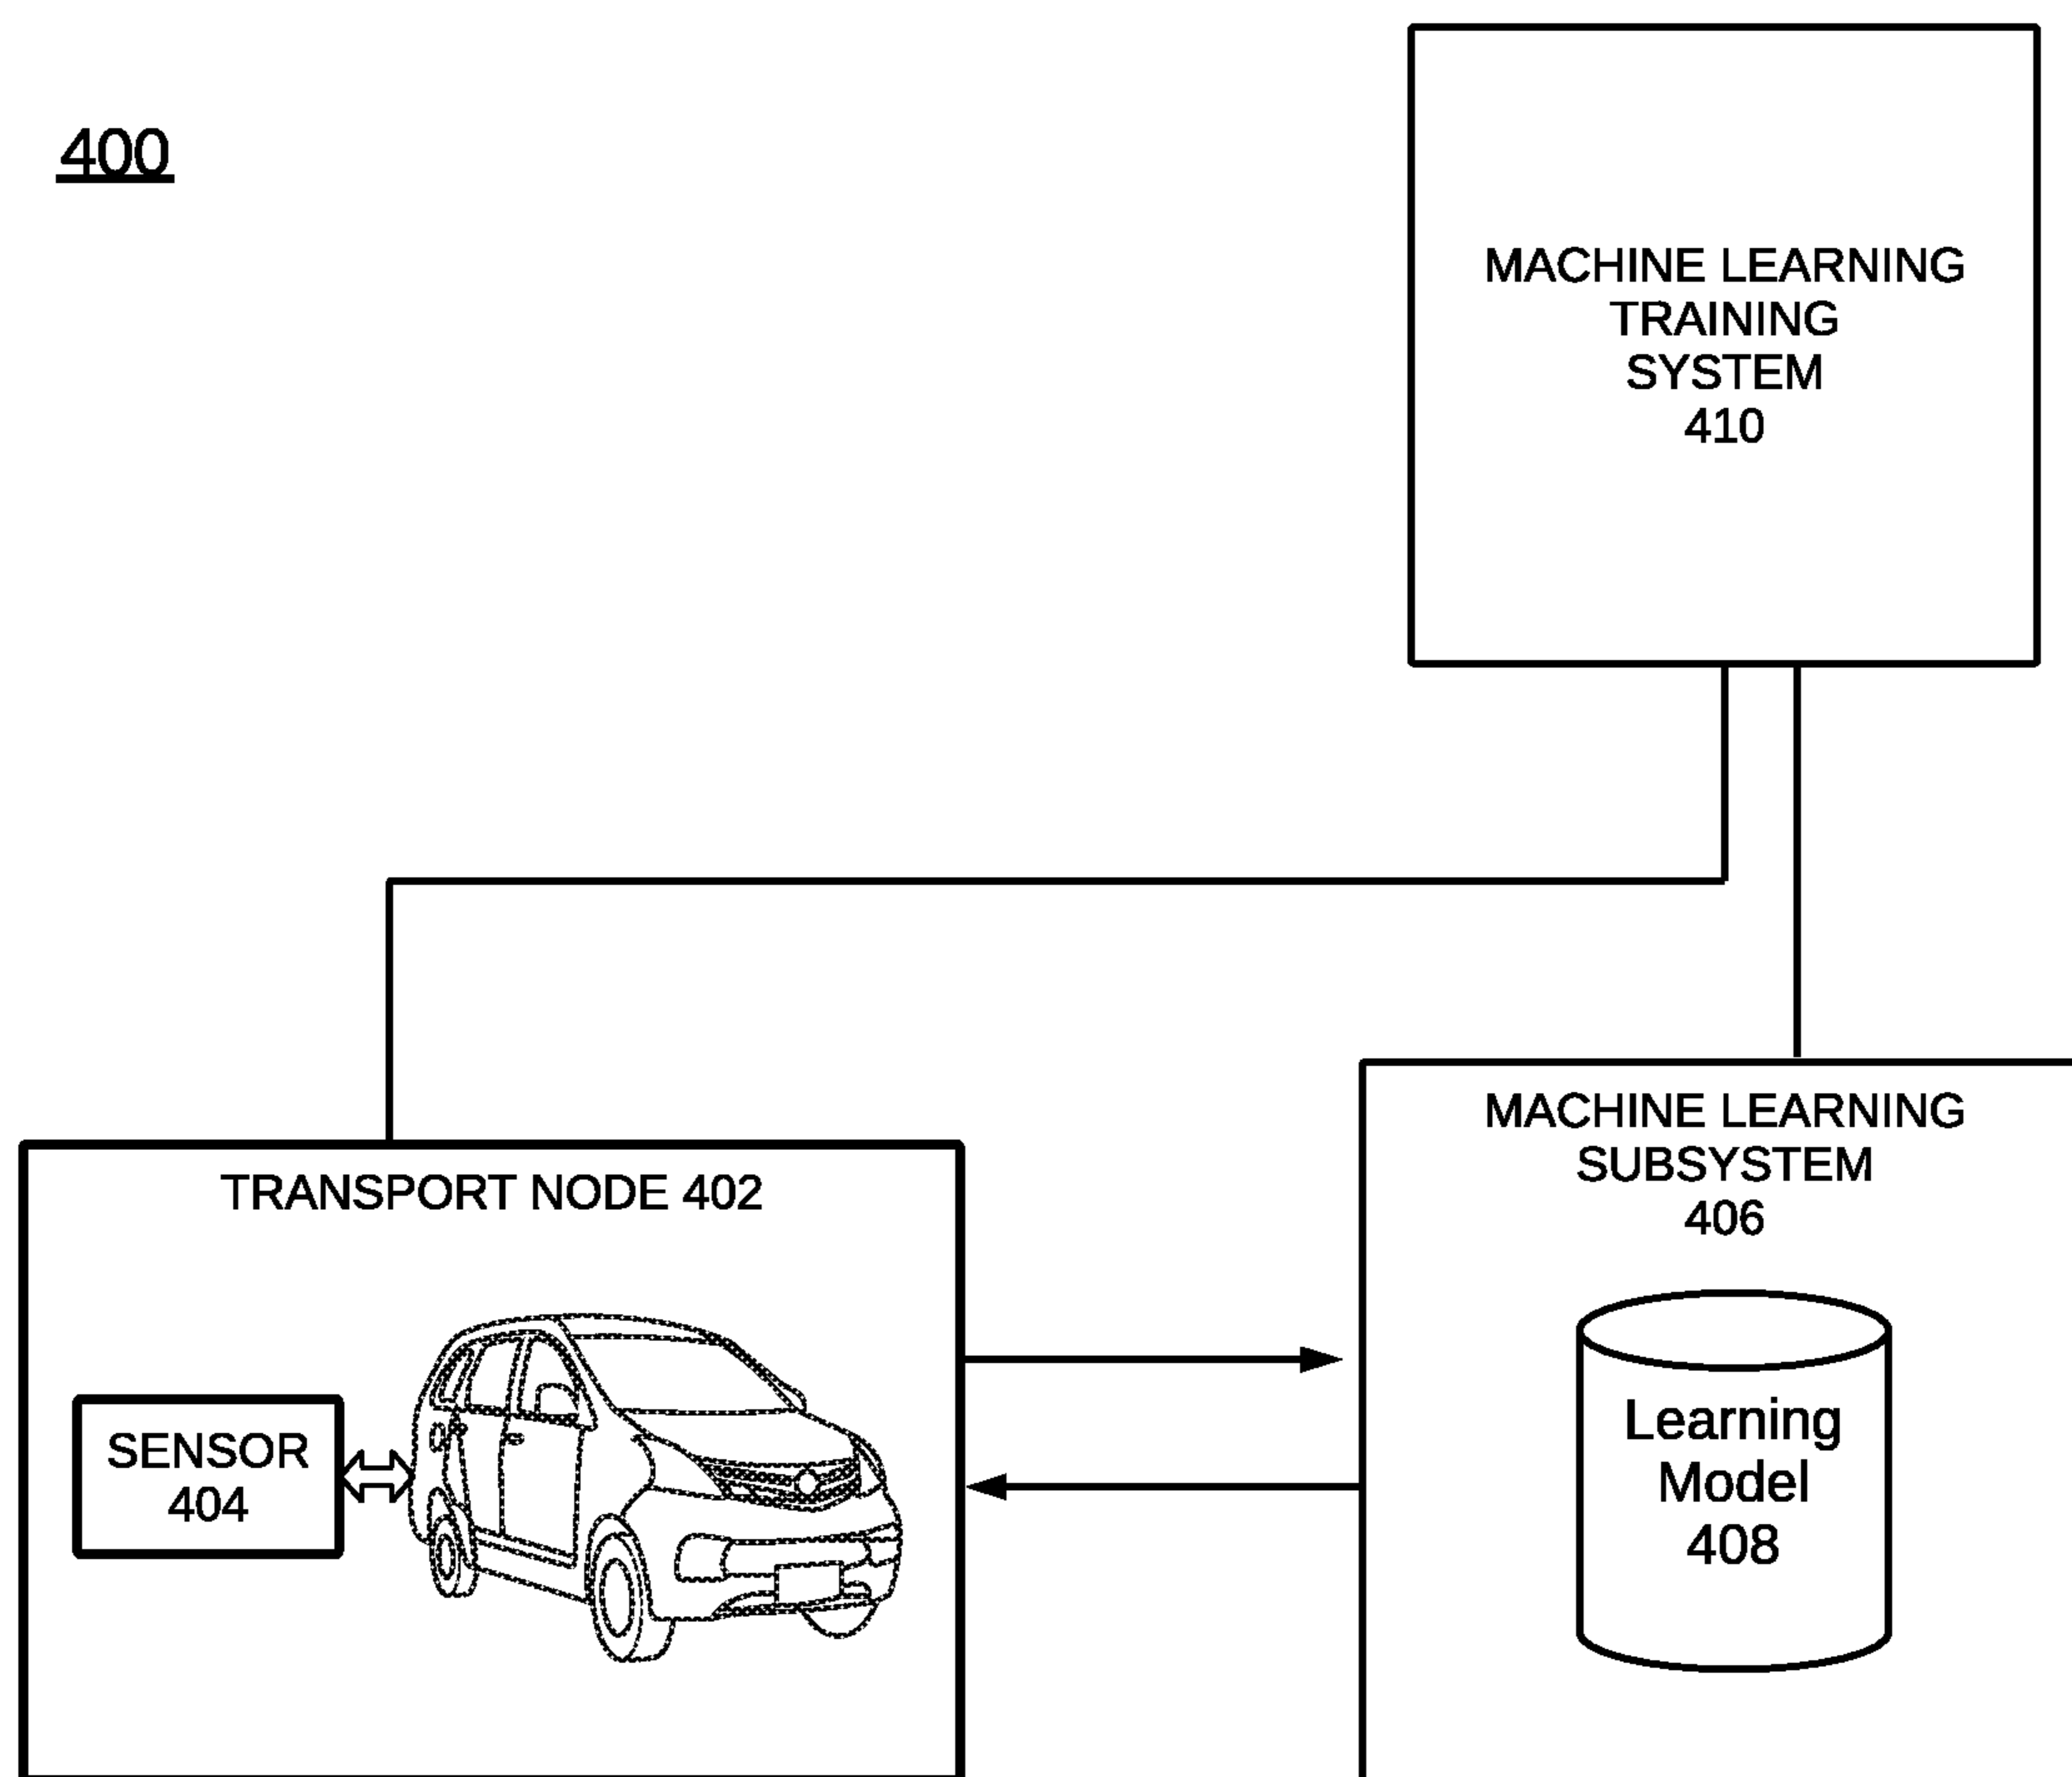 400
MACHINE LEARNING
TRAINING
SYSTEM
410
TRANSPORT NODE 402
SENSOR
404
MACHINE LEARNING
SUBSYSTEM
406
Learning
Model
408